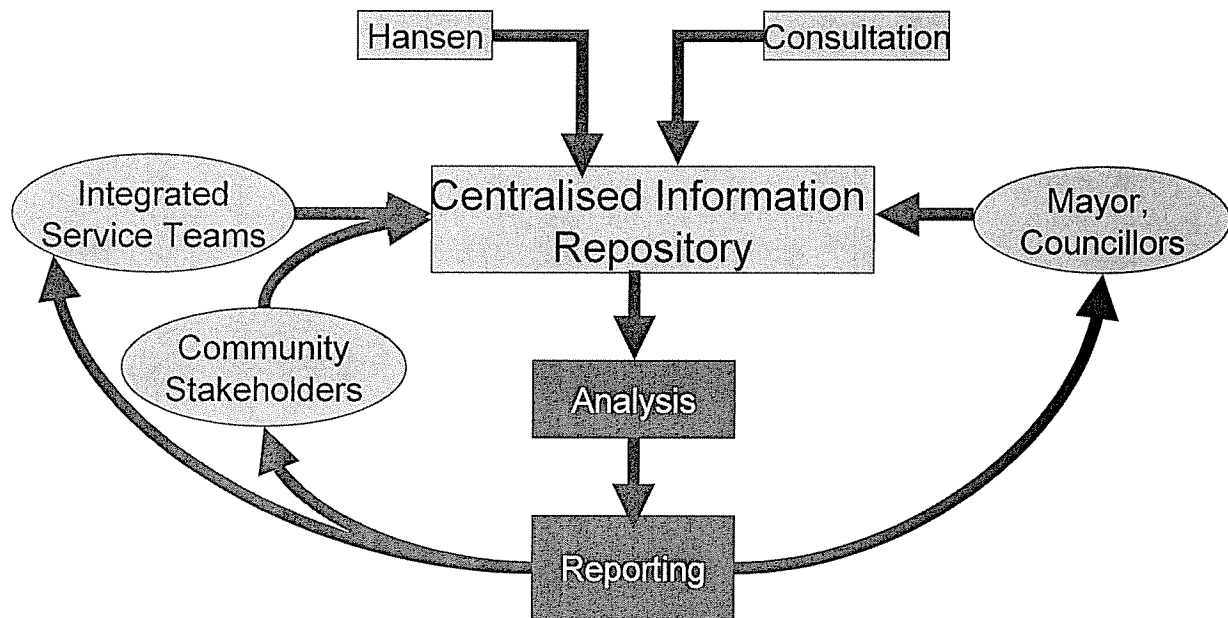 Hansen
Consultation
Centralised Information
Repository
Integrated
Service Teams
Mayor,
Councillors
Community
Stakeholders
Analysis
Reporting